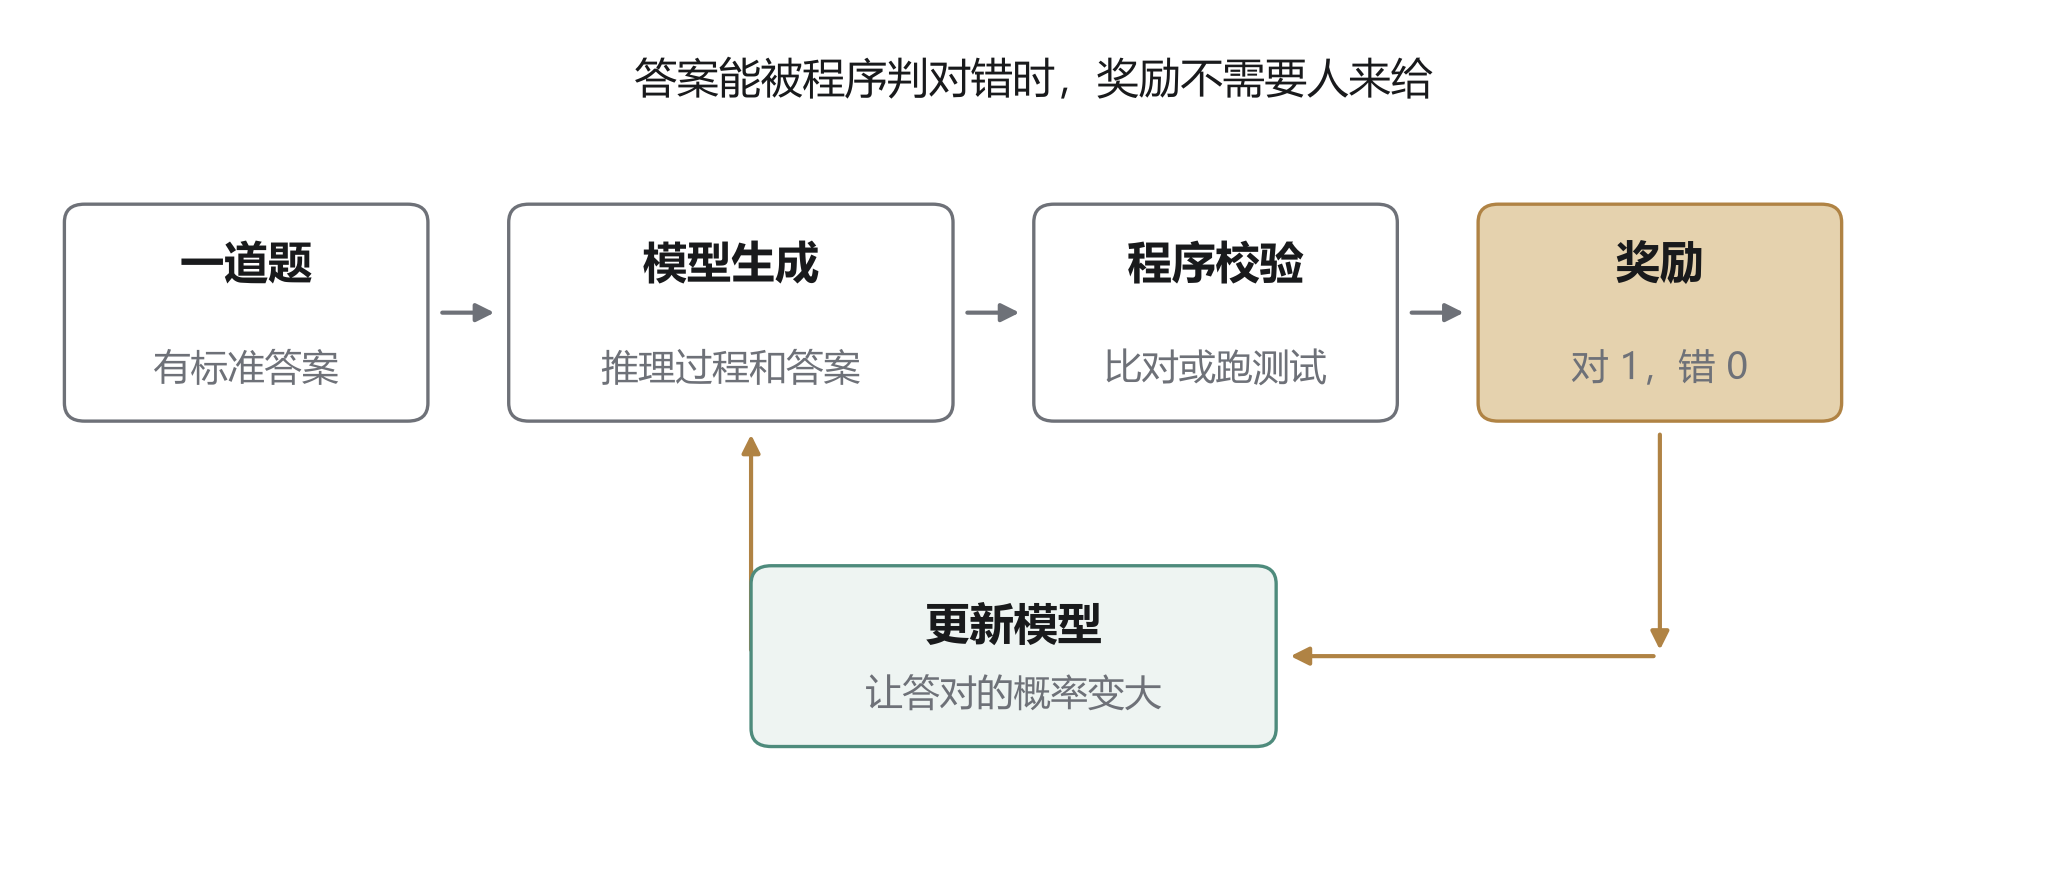 答案能被程序判对错时，奖励不需要人来给
一道题
有标准答案
模型生成
推理过程和答案
程序校验
比对或跑测试
奖励
对 1，错 0
更新模型
让答对的概率变大